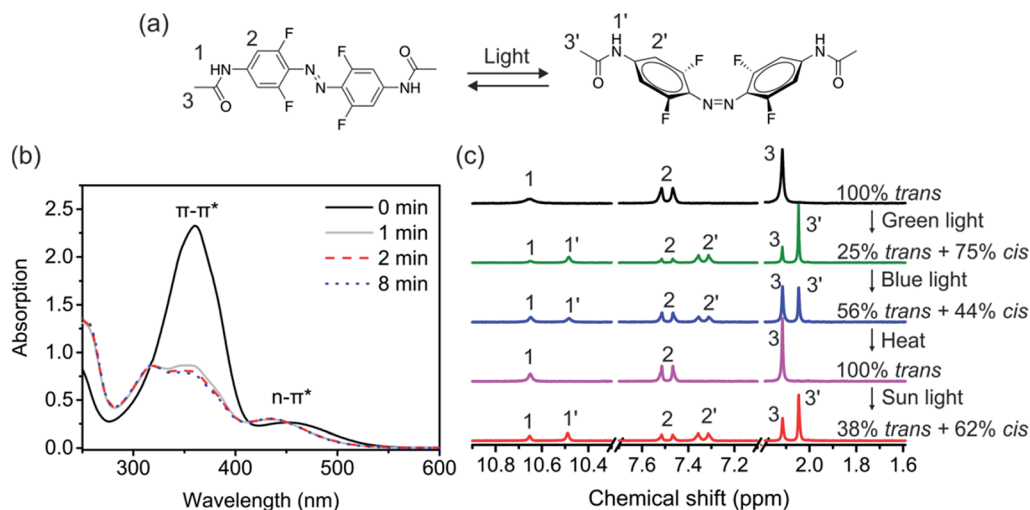 (a)
1 2 F
H
N
O
3
F
N
N
F
F
H
N
O
NH
Light
1'
3'
H
N
O
2'
F
F
N=N
F
F
H
N
O
(b)
Absorption
2.5
2.0
1.5
1.0
0.5
0.0
π-π*
n-π*
0 min
1 min
2 min
8 min
300 400 500 600
Wavelength (nm)
(c)
1 2 3 100% trans
Green light
1 1' 2 2' 3 3' 25% trans + 75% cis
Blue light
1 1' 2 2' 3 3' 56% trans + 44% cis
Heat
1 2 3 100% trans
Sun light
1 1' 2 2' 3 3' 38% trans + 62% cis
10.8 10.6 10.4 7.6 7.4 7.2 2.0 1.8 1.6
Chemical shift (ppm)